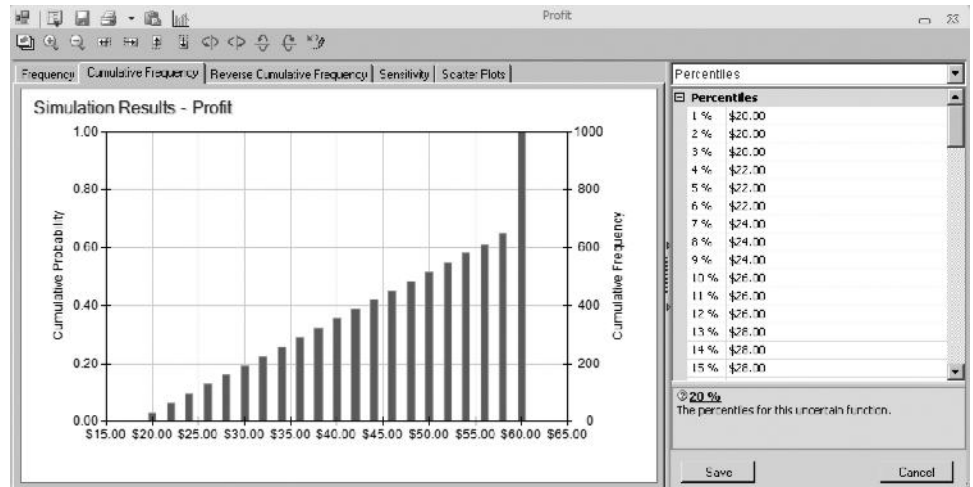 Profit
Frequency Cumulative Frequency Reverse Cumulative Frequency Sensitivity Scatter Plots
Simulation Results - Profit
Cumulative Probability
1.00
0.80
0.60
0.40
0.20
0.00
$15.00 $20.00 $25.00 $30.00 $35.00 $40.00 $45.00 $50.00 $55.00 $60.00 $65.00
1000
800
600
400
200
0
Cumulative Frequency
Percentiles
Percentiles
1 % $20.00
2 % $20.00
3 % $20.00
4 % $22.00
5 % $22.00
6 % $22.00
7 % $24.00
8 % $24.00
9 % $24.00
10 % $26.00
11 % $26.00
12 % $26.00
13 % $28.00
14 % $28.00
15 % $28.00
20 %
The percentiles for this uncertain function.
Save Cancel